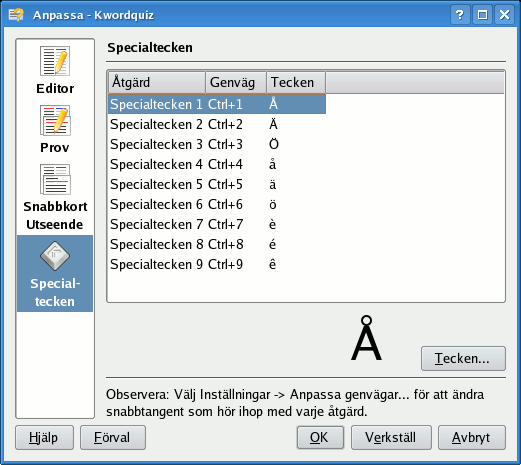 Anpassa - Kwordquiz
Editor
Prov
Snabbkort
Utseende
Special-
tecken
Specialtecken
Åtgärd Genväg Tecken
Specialtecken 1 Ctrl+1 Å
Specialtecken 2 Ctrl+2 Ä
Specialtecken 3 Ctrl+3 Ö
Specialtecken 4 Ctrl+4 å
Specialtecken 5 Ctrl+5 ä
Specialtecken 6 Ctrl+6 ö
Specialtecken 7 Ctrl+7 è
Specialtecken 8 Ctrl+8 é
Specialtecken 9 Ctrl+9 ê
Å
Tecken...
Observera: Välj Inställningar -> Anpassa genvägar... för att ändra
snabbtangent som hör ihop med varje åtgärd.
Hjälp Förval OK Verkställ Avbryt